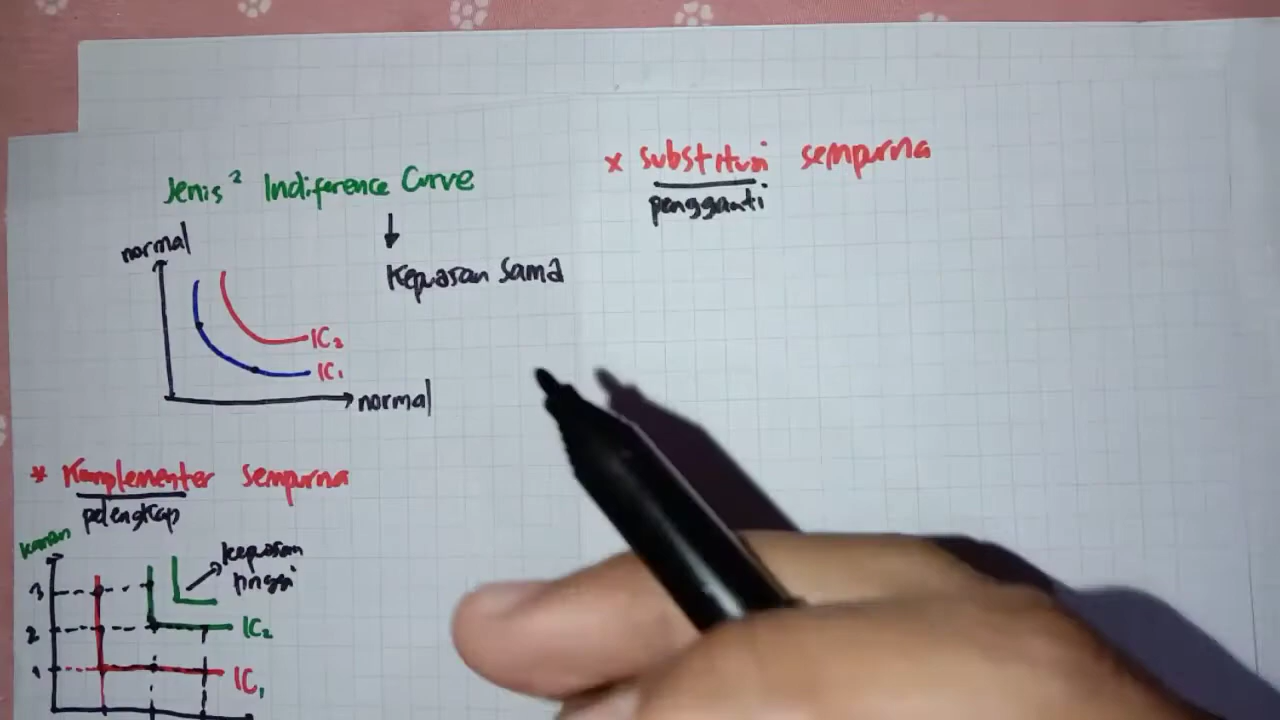 Jenis² Indiference Curve
Kepuasan Sama
normal
IC₂
IC₁
normal
* Komplementer sempurna
pelengkap
kanan
kepuasan
tinggi
3
2
1
IC₂
IC₁
x substitusi sempurna
pengganti